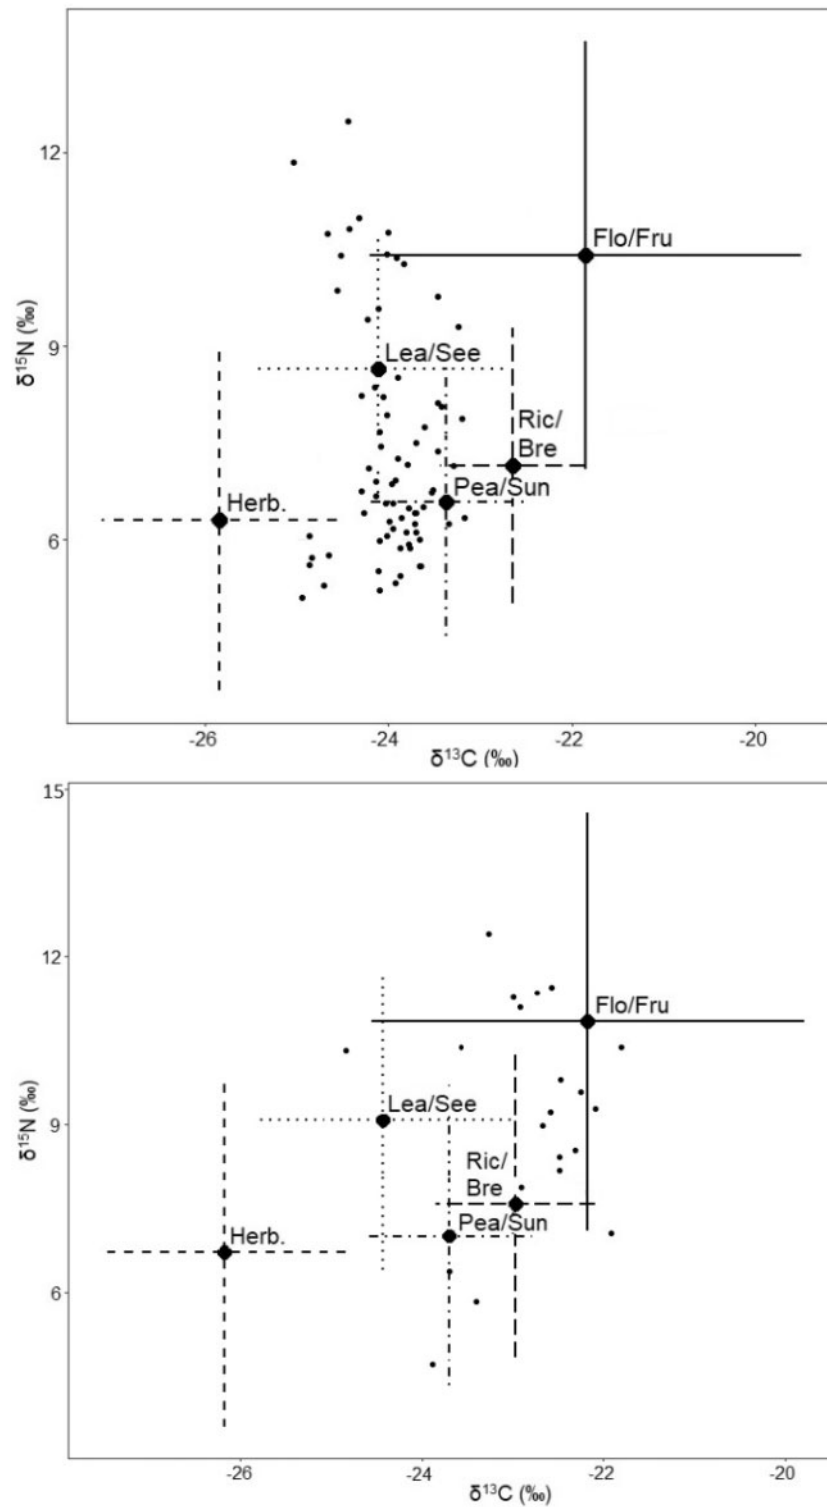 12
Flo/Fru
δ¹⁵N (‰)
9
Lea/See
Ric/
Bre
Pea/Sun
Herb.
6
-26
-24
-22
-20
δ¹³C (‰)
15
12
Flo/Fru
δ¹⁵N (‰)
9
Lea/See
Ric/
Bre
Pea/Sun
Herb.
6
-26
-24
-22
-20
δ¹³C (‰)